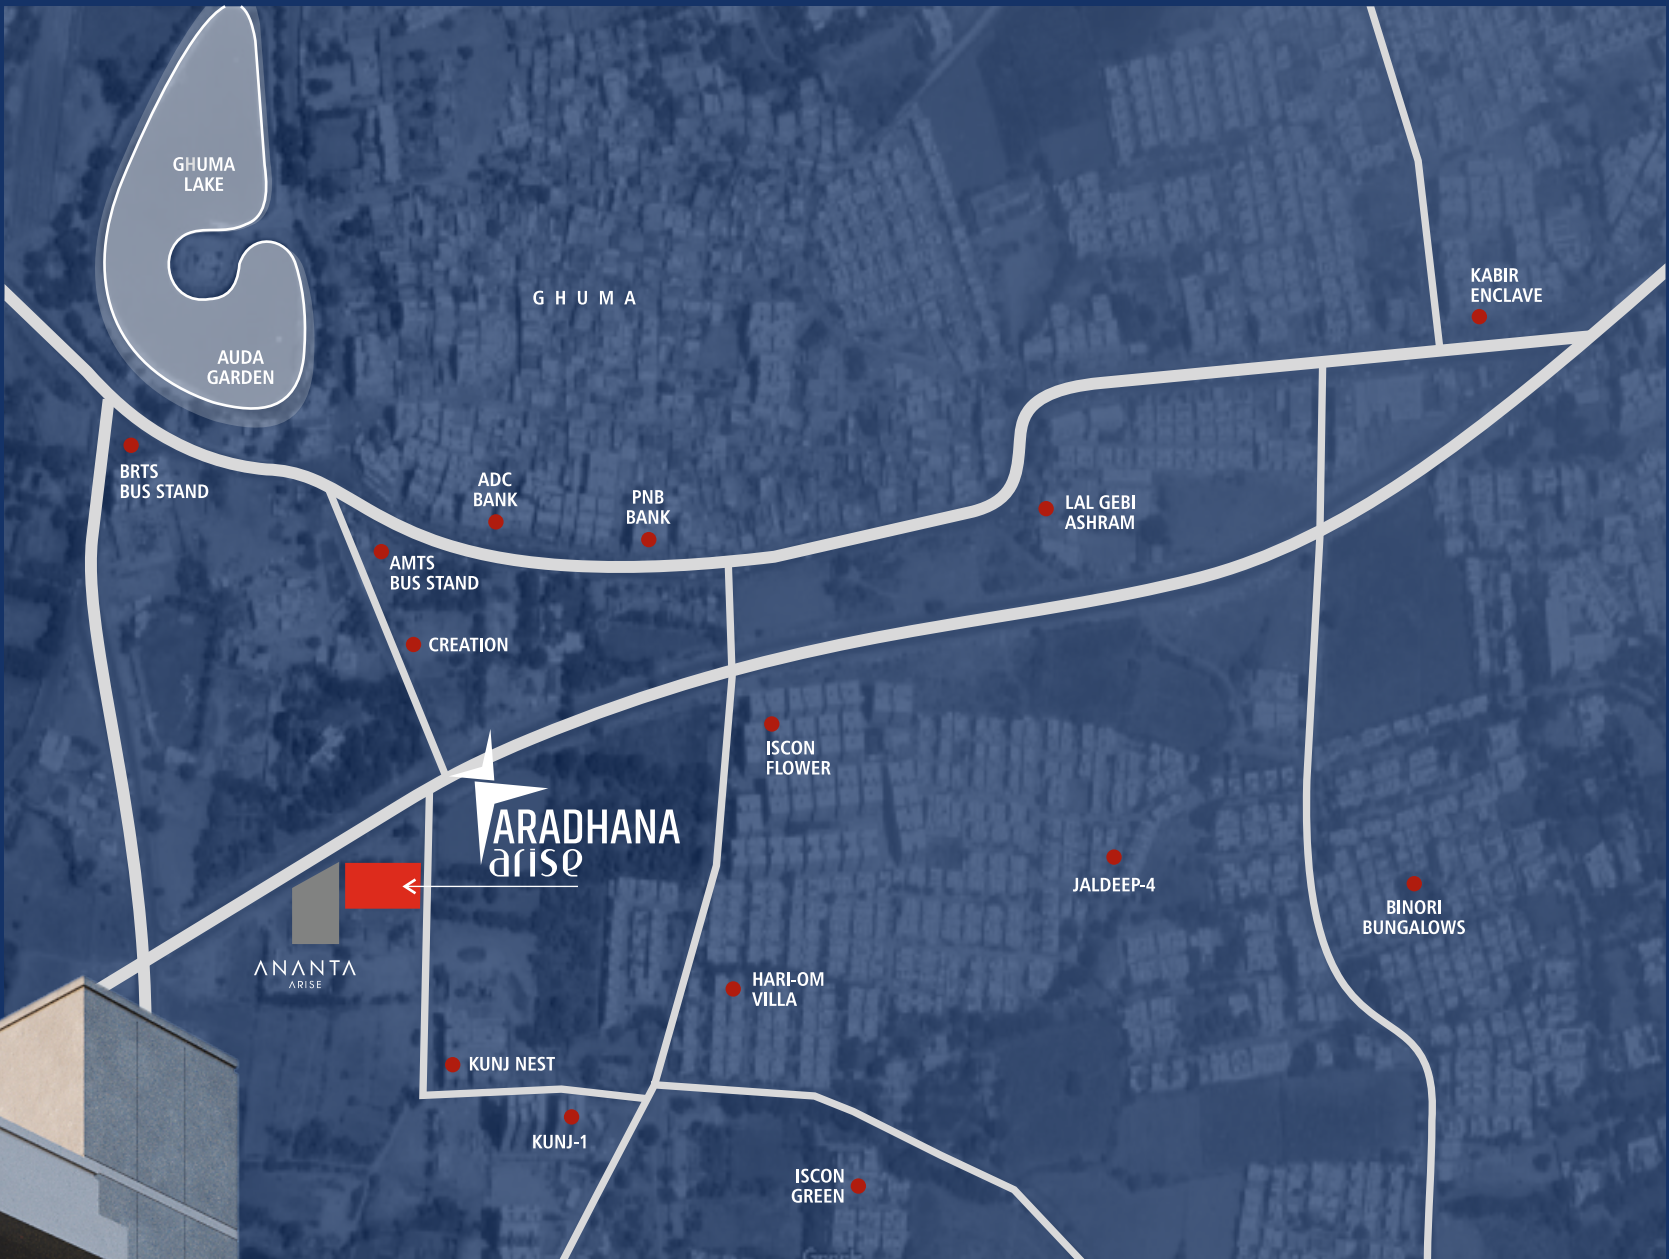 GHUMA
LAKE
GHUMA
KABIR
ENCLAVE
AUDA
GARDEN
BRTS
BUS STAND
ADC
BANK
PNB
BANK
LAL GEBI
ASHRAM
AMTS
BUS STAND
CREATION
ISCON
FLOWER
ARADHANA
arise
JALDEEP-4
BINORI
BUNGALOWS
ANANTA
ARISE
HARI-OM
VILLA
KUNJ NEST
KUNJ-1
ISCON
GREEN